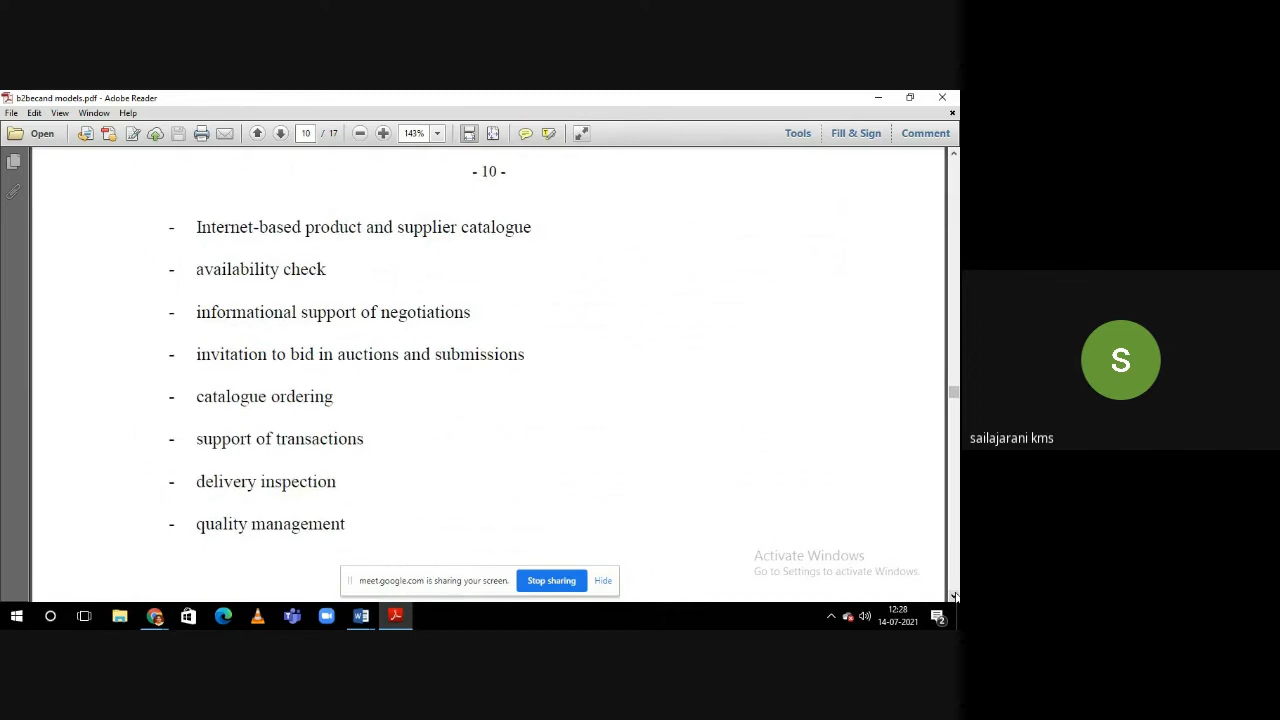 b2becand models.pdf - Adobe Reader
File Edit View Window Help
Open 10 / 17 143% Tools Fill & Sign Comment
- 10 -
- Internet-based product and supplier catalogue
- availability check
- informational support of negotiations
- invitation to bid in auctions and submissions
- catalogue ordering
- support of transactions
- delivery inspection
- quality management
Activate Windows
Go to Settings to activate Windows.
meet.google.com is sharing your screen. Stop sharing Hide
12:28
14-07-2021
2
S
sailajarani kms